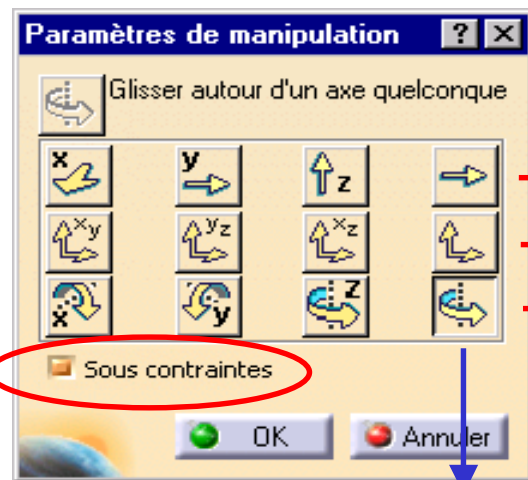 Paramètres de manipulation ? X
Glisser autour d'un axe quelconque
x y z
xy yz xz
x y z
Sous contraintes
OK Annuler